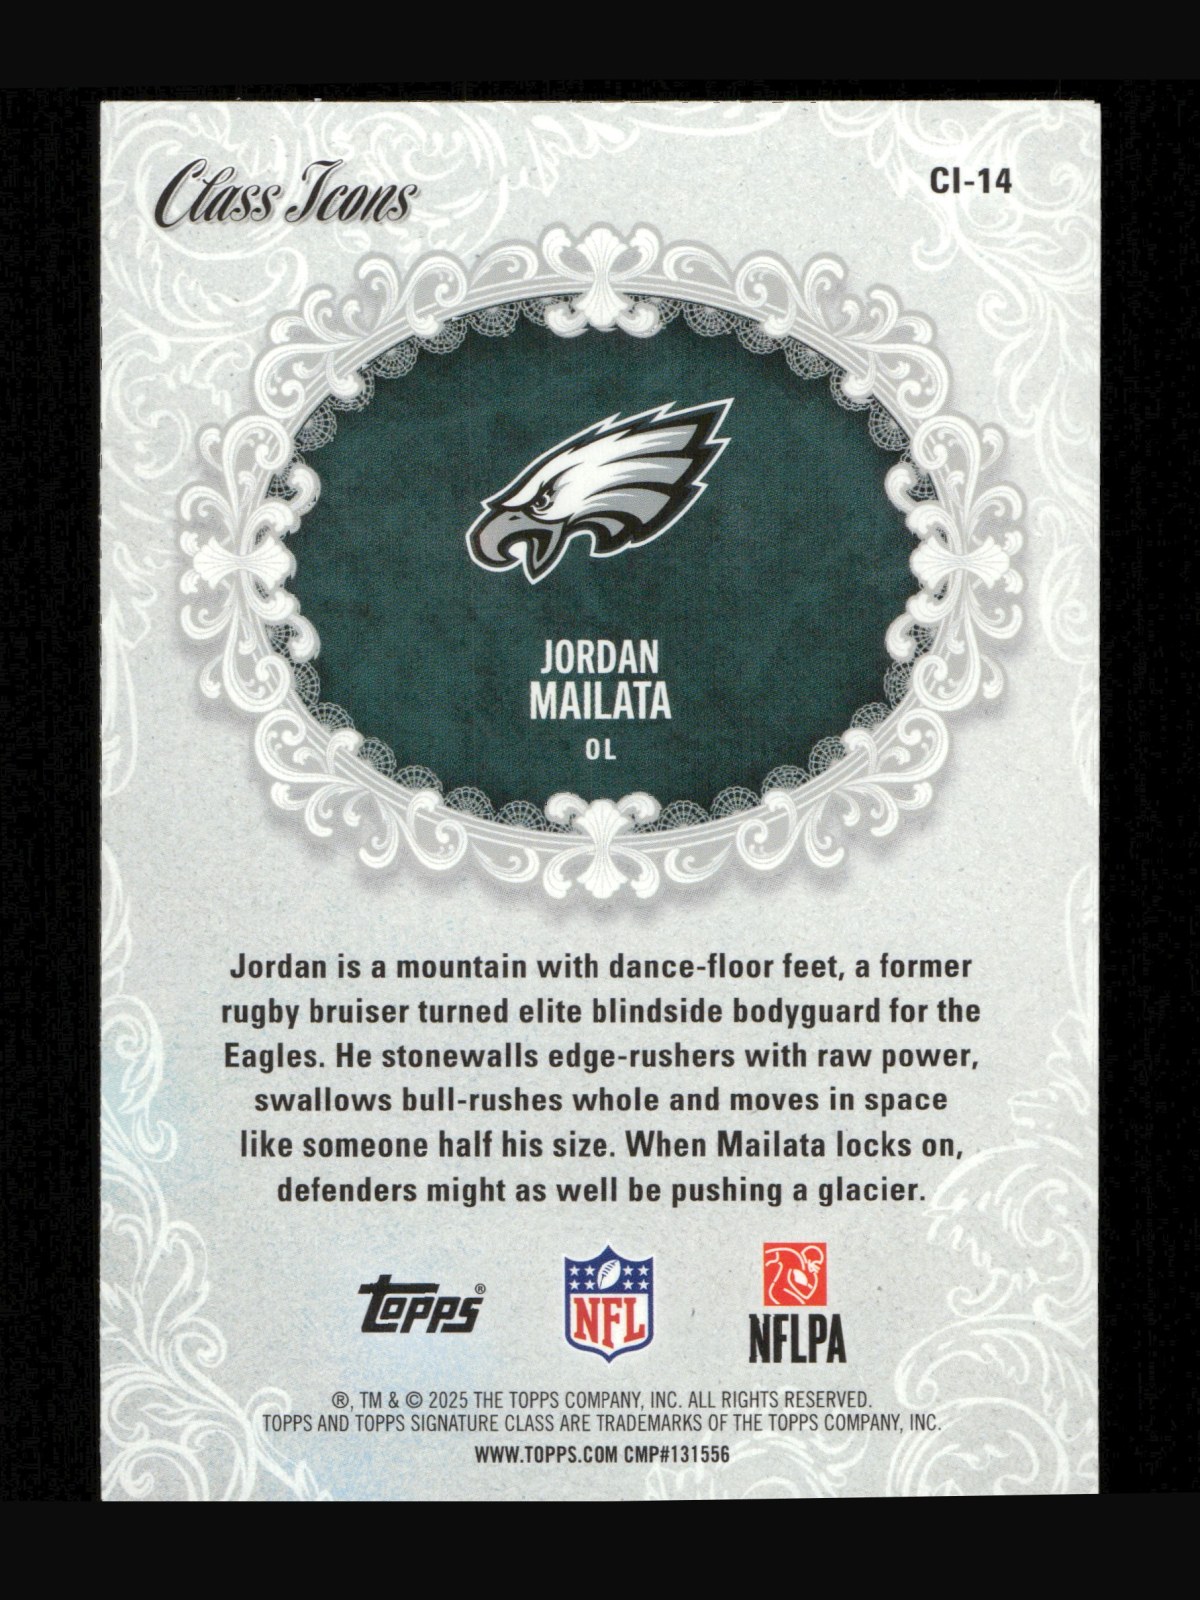 Class Icons
CI-14
JORDAN
MAILATA
OL
Jordan is a mountain with dance-floor feet, a former
rugby bruiser turned elite blindside bodyguard for the
Eagles. He stonewalls edge-rushers with raw power,
swallows bull-rushes whole and moves in space
like someone half his size. When Mailata locks on,
defenders might as well be pushing a glacier.
topps®
NFL
NFLPA
®, TM & © 2025 THE TOPPS COMPANY, INC. ALL RIGHTS RESERVED.
TOPPS AND TOPPS SIGNATURE CLASS ARE TRADEMARKS OF THE TOPPS COMPANY, INC.
WWW.TOPPS.COM CMP#131556